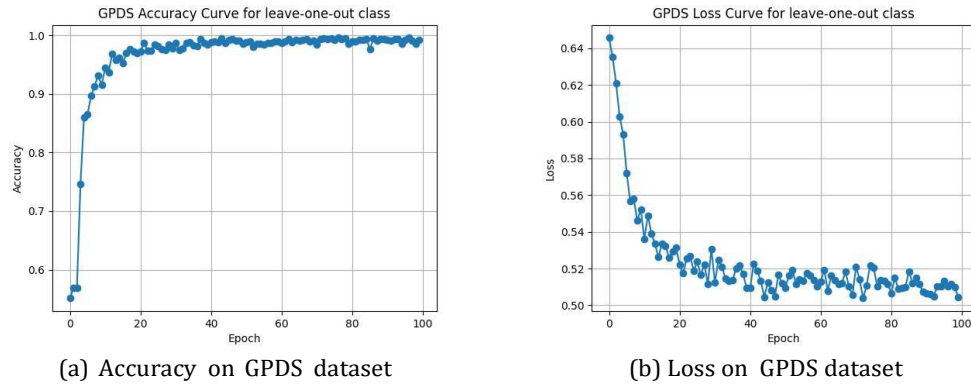 GPDS Accuracy Curve for leave-one-out class
1.0
0.9
0.8
0.7
0.6
Accuracy
0 20 40 60 80 100
Epoch
(a) Accuracy on GPDS dataset
GPDS Loss Curve for leave-one-out class
0.64
0.62
0.60
0.58
0.56
0.54
0.52
0.50
Loss
0 20 40 60 80 100
Epoch
(b) Loss on GPDS dataset